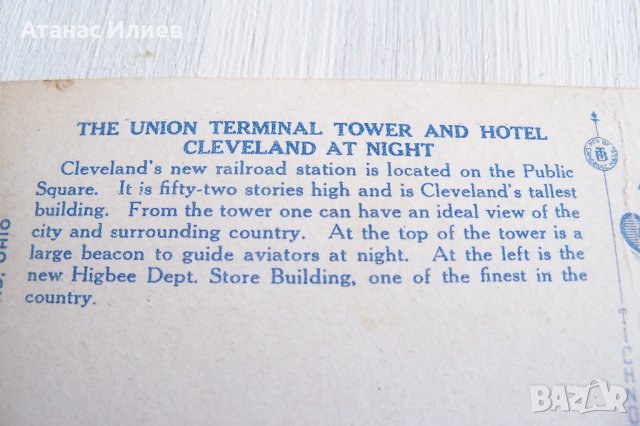 Атанас Илиев
THE UNION TERMINAL TOWER AND HOTEL
CLEVELAND AT NIGHT
Cleveland's new railroad station is located on the Public
Square. It is fifty-two stories high and is Cleveland's tallest
building. From the tower one can have an ideal view of the
city and surrounding country. At the top of the tower is a
large beacon to guide aviators at night. At the left is the
new Higbee Dept. Store Building, one of the finest in the
country.
OHIO
TICHNO
BAZAR